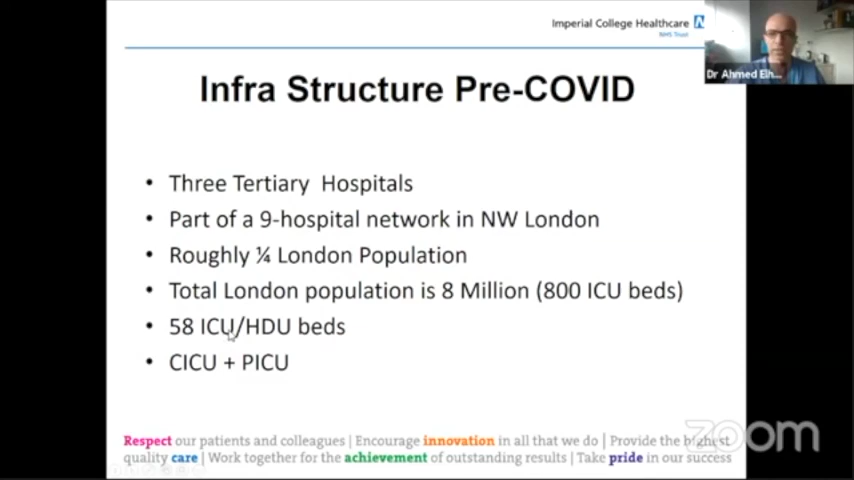 Imperial College Healthcare N
NHS Trust
Dr Ahmed Elh...
Infra Structure Pre-COVID
• Three Tertiary Hospitals
• Part of a 9-hospital network in NW London
• Roughly ¼ London Population
• Total London population is 8 Million (800 ICU beds)
• 58 ICU/HDU beds
• CICU + PICU
Respect our patients and colleagues | Encourage innovation in all that we do | Provide the highest
quality care | Work together for the achievement of outstanding results | Take pride in our success
zoom